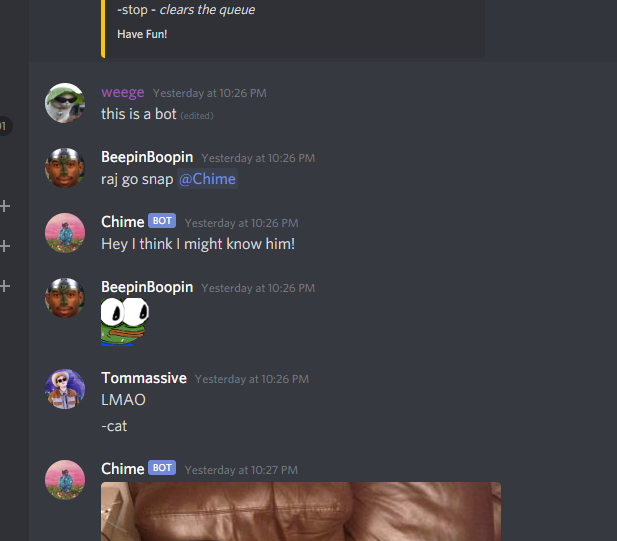 -stop - clears the queue
Have Fun!
weege Yesterday at 10:26 PM
this is a bot (edited)
BeepinBoopin Yesterday at 10:26 PM
raj go snap @Chime
Chime BOT Yesterday at 10:26 PM
Hey I think I might know him!
BeepinBoopin Yesterday at 10:26 PM
Tommassive Yesterday at 10:26 PM
LMAO
-cat
Chime BOT Yesterday at 10:27 PM